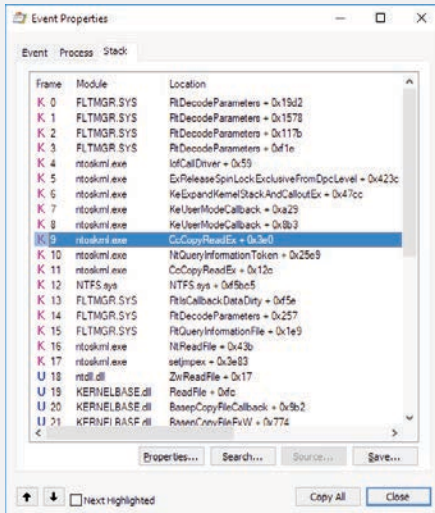 Event Properties
Event Process Stack
Frame Module Location
K 0 FLTMGR.SYS FltDecodeParameters + 0x19d2
K 1 FLTMGR.SYS FltDecodeParameters + 0x1578
K 2 FLTMGR.SYS FltDecodeParameters + 0x117b
K 3 FLTMGR.SYS FltDecodeParameters + 0xf1e
K 4 ntoskrnl.exe IofCallDriver + 0x59
K 5 ntoskrnl.exe ExReleaseSpinLockExclusiveFromDpcLevel + 0x423c
K 6 ntoskrnl.exe KeExpandKernelStackAndCalloutEx + 0x47cc
K 7 ntoskrnl.exe KeUserModeCallback + 0xa29
K 8 ntoskrnl.exe KeUserModeCallback + 0x8b3
K 9 ntoskrnl.exe CcCopyReadEx + 0x3e0
K 10 ntoskrnl.exe NtQueryInformationToken + 0x25e9
K 11 ntoskrnl.exe CcCopyReadEx + 0x12c
K 12 NTFS.sys NTFS.sys + 0xf5bc5
K 13 FLTMGR.SYS FltIsCallbackDataDirty + 0xf5e
K 14 FLTMGR.SYS FltDecodeParameters + 0x257
K 15 FLTMGR.SYS FltQueryInformationFile + 0x1e9
K 16 ntoskrnl.exe NtReadFile + 0x43b
K 17 ntoskrnl.exe setjmpex + 0x3e83
U 18 ntdll.dll ZwReadFile + 0x17
U 19 KERNELBASE.dll ReadFile + 0xfc
U 20 KERNELBASE.dll BasepCopyFileCallback + 0x9b2
U 21 KERNELBASE.dll BasepCopyFileExW + 0x774
Properties... Search... Source... Save...
Next Highlighted Copy All Close